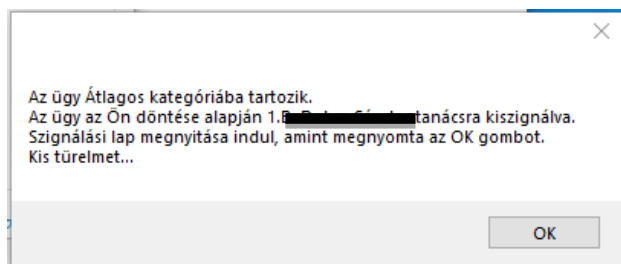 Az ügy Átlagos kategóriába tartozik.
Az ügy az Ön döntése alapján 1. tanácsra kiszignálva.
Szignálási lap megnyitása indul, amint megnyomta az OK gombot.
Kis türelmet...
OK